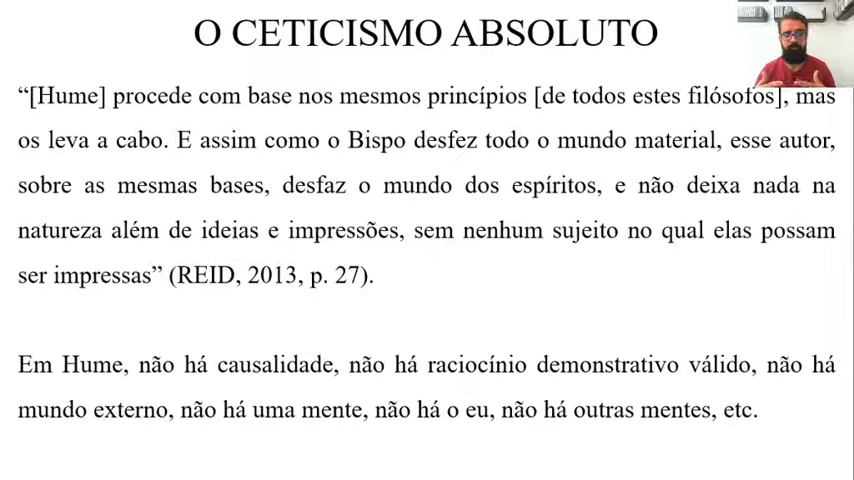 O CETICISMO ABSOLUTO
“[Hume] procede com base nos mesmos princípios [de todos estes filósofos], mas
os leva a cabo. E assim como o Bispo desfez todo o mundo material, esse autor,
sobre as mesmas bases, desfaz o mundo dos espíritos, e não deixa nada na
natureza além de ideias e impressões, sem nenhum sujeito no qual elas possam
ser impressas” (REID, 2013, p. 27).
Em Hume, não há causalidade, não há raciocínio demonstrativo válido, não há
mundo externo, não há uma mente, não há o eu, não há outras mentes, etc.